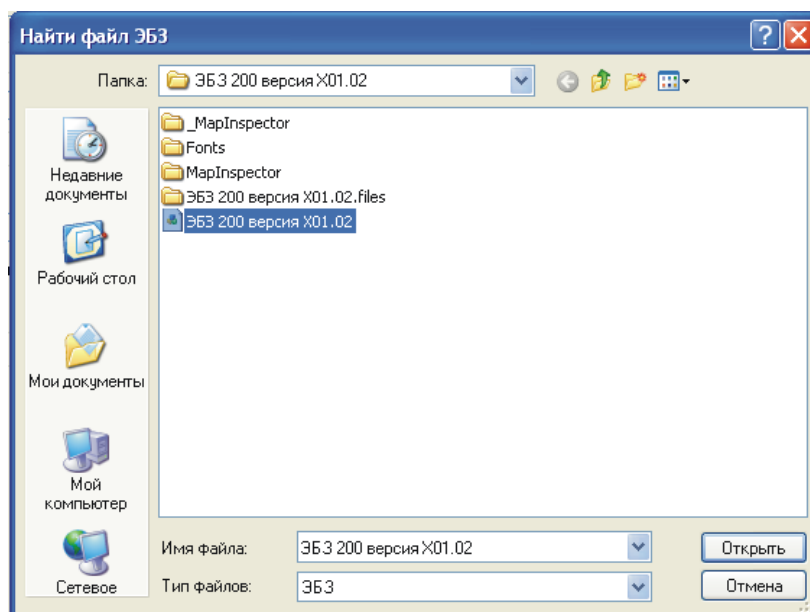 Найти файл ЭБЗ
Папка:
ЭБЗ 200 версия X01.02
_MapInspector
Fonts
MapInspector
ЭБЗ 200 версия X01.02.files
ЭБЗ 200 версия X01.02
Недавние
документы
Рабочий стол
Мои документы
Мой
компьютер
Сетевое
Имя файла:
ЭБЗ 200 версия X01.02
Открыть
Тип файлов:
ЭБЗ
Отмена